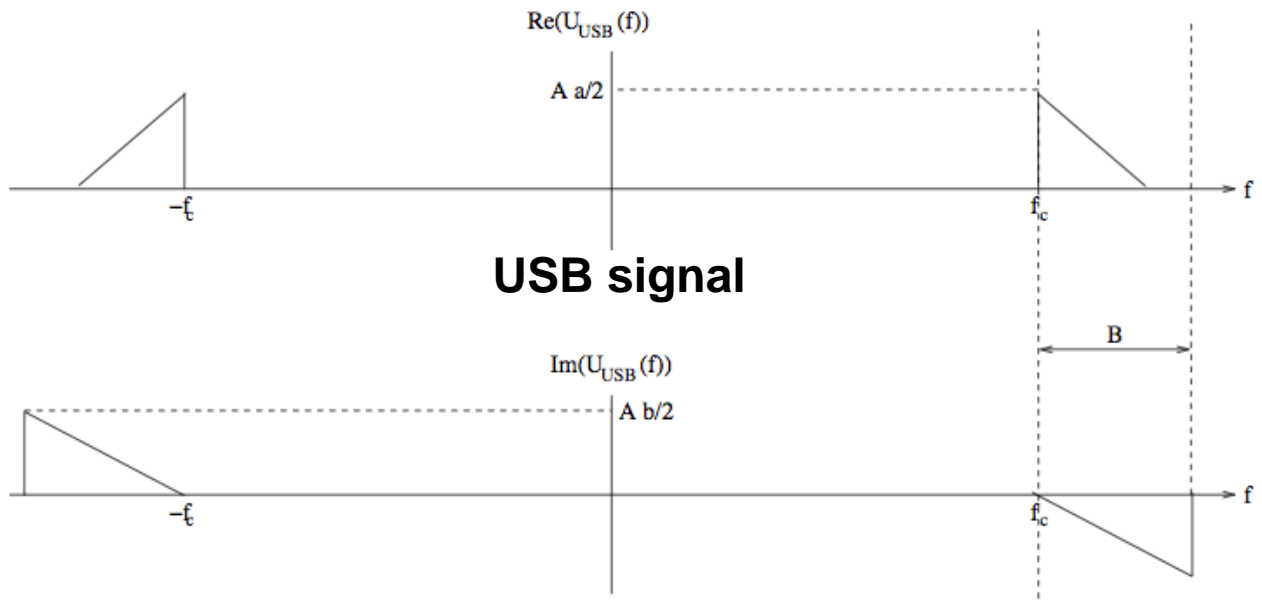 Re(U_USB(f))
A a/2
f
−f_c
f_c
USB signal
B
Im(U_USB(f))
A b/2
f
−f_c
f_c